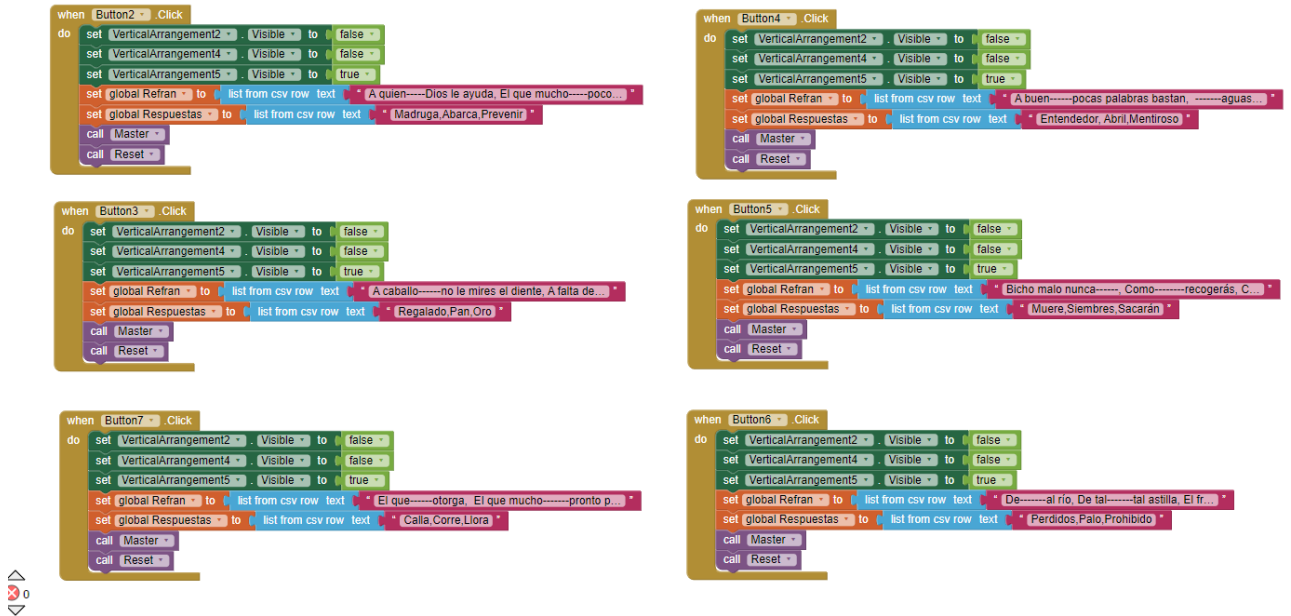 when Button2 .Click
do set VerticalArrangement2 . Visible to false
set VerticalArrangement4 . Visible to false
set VerticalArrangement5 . Visible to true
set global Refran to list from csv row text " A quien-----Dios le ayuda, El que mucho-----poco... "
set global Respuestas to list from csv row text " Madruga,Abarca,Prevenir "
call Master
call Reset
when Button4 .Click
do set VerticalArrangement2 . Visible to false
set VerticalArrangement4 . Visible to false
set VerticalArrangement5 . Visible to true
set global Refran to list from csv row text " A buen------pocas palabras bastan, -------aguas... "
set global Respuestas to list from csv row text " Entendedor, Abril,Mentiroso "
call Master
call Reset
when Button3 .Click
do set VerticalArrangement2 . Visible to false
set VerticalArrangement4 . Visible to false
set VerticalArrangement5 . Visible to true
set global Refran to list from csv row text " A caballo------no le mires el diente, A falta de... "
set global Respuestas to list from csv row text " Regalado,Pan,Oro "
call Master
call Reset
when Button5 .Click
do set VerticalArrangement2 . Visible to false
set VerticalArrangement4 . Visible to false
set VerticalArrangement5 . Visible to true
set global Refran to list from csv row text " Bicho malo nunca------, Como--------recogerás, C... "
set global Respuestas to list from csv row text " Muere,Siembres,Sacarán "
call Master
call Reset
when Button7 .Click
do set VerticalArrangement2 . Visible to false
set VerticalArrangement4 . Visible to false
set VerticalArrangement5 . Visible to true
set global Refran to list from csv row text " El que------otorga, El que mucho-------pronto p... "
set global Respuestas to list from csv row text " Calla,Corre,Llora "
call Master
call Reset
when Button6 .Click
do set VerticalArrangement2 . Visible to false
set VerticalArrangement4 . Visible to false
set VerticalArrangement5 . Visible to true
set global Refran to list from csv row text " De-------al río, De tal-------tal astilla, El fr... "
set global Respuestas to list from csv row text " Perdidos,Palo,Prohibido "
call Master
call Reset
0